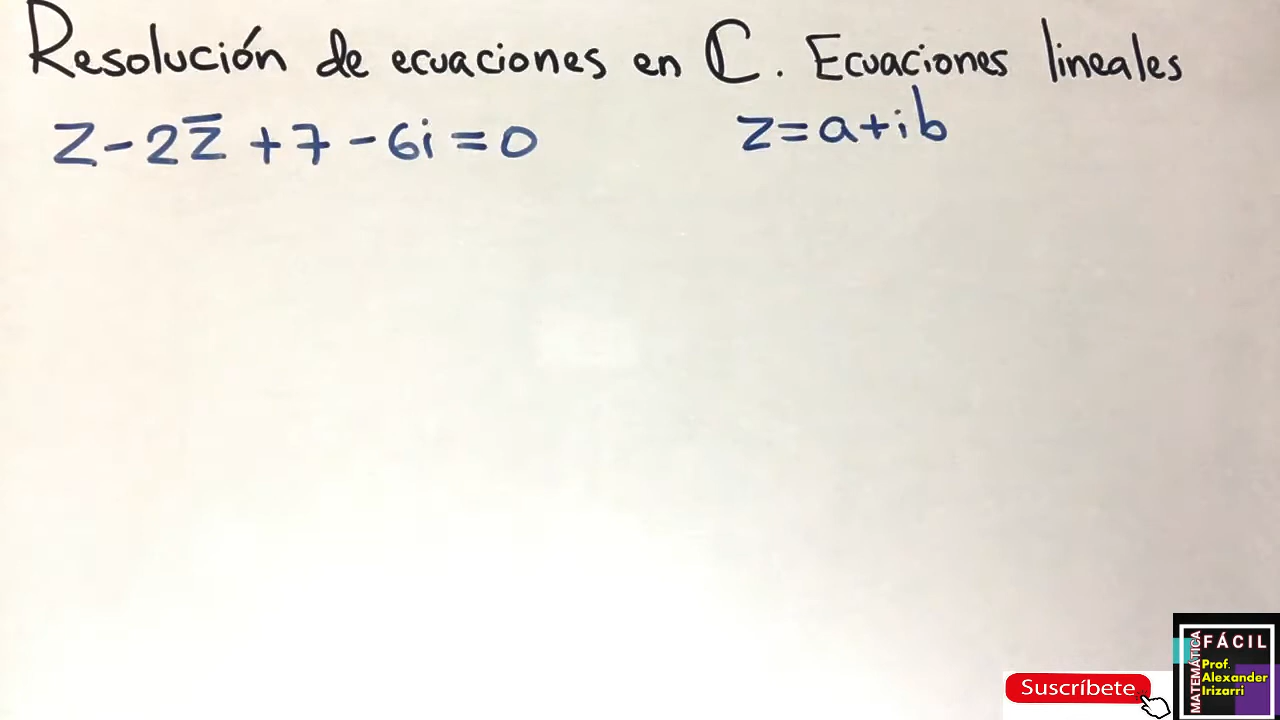 Resolución de ecuaciones en ℂ. Ecuaciones lineales
z - 2z̅ + 7 - 6i = 0
z = a + ib
MATEMÁTICA
FÁCIL
Prof.
Alexander
Irizarri
Suscríbete